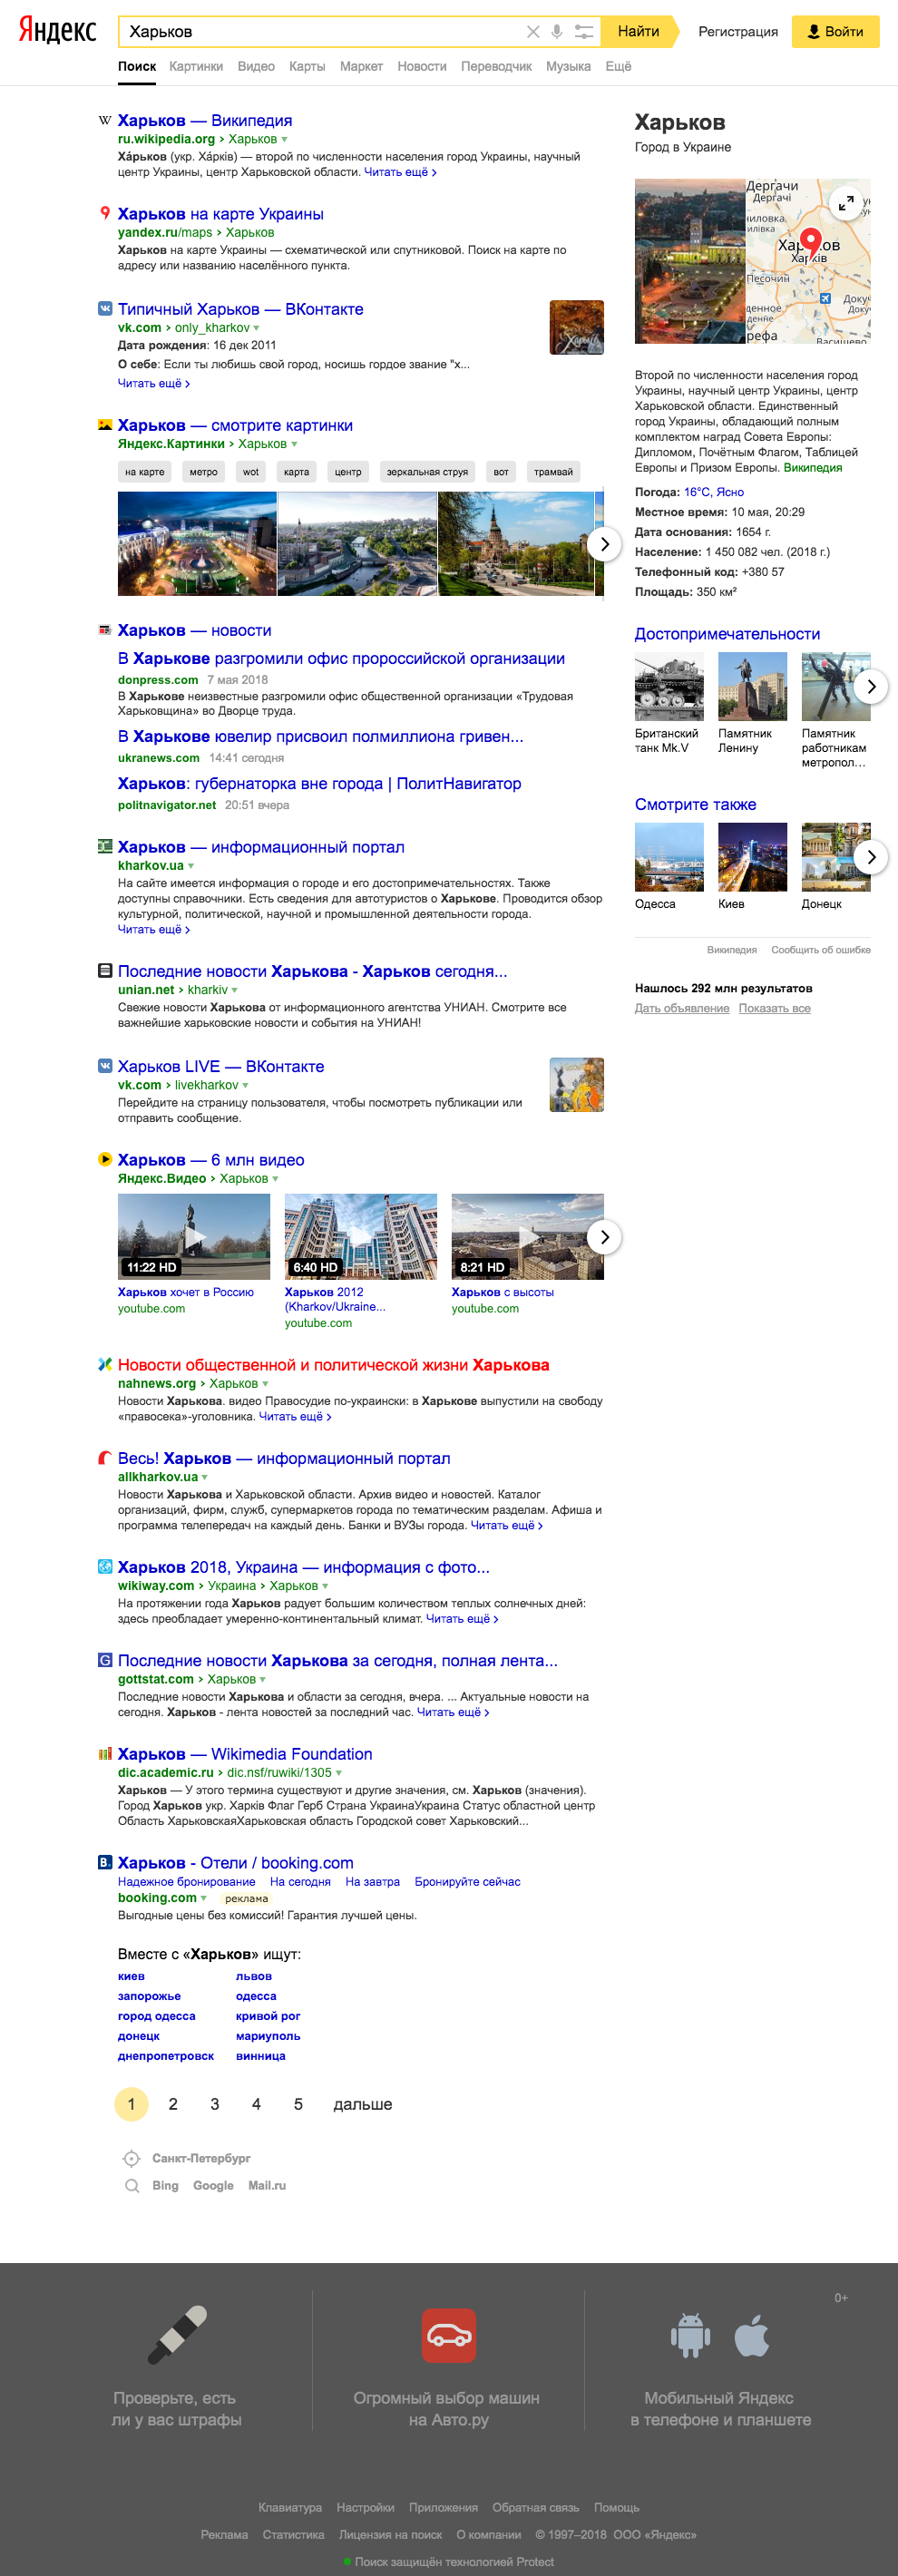 Яндекс
Харьков
Найти
Регистрация
Войти
Поиск Картинки Видео Карты Маркет Новости Переводчик Музыка Ещё
Харьков — Википедия
ru.wikipedia.org › Харьков
Ха́рьков (укр. Ха́рків) — второй по численности населения город Украины, научный
центр Украины, центр Харьковской области. Читать ещё ›
Харьков на карте Украины
yandex.ru/maps › Харьков
Харьков на карте Украины — схематической или спутниковой. Поиск на карте по
адресу или названию населённого пункта.
Типичный Харьков — ВКонтакте
vk.com › only_kharkov
Дата рождения: 16 дек 2011
О себе: Если ты любишь свой город, носишь гордое звание "х...
Читать ещё ›
Харьков — смотрите картинки
Яндекс.Картинки › Харьков
на карте метро wot карта центр зеркальная струя вот трамвай
Харьков — новости
В Харькове разгромили офис пророссийской организации
donpress.com 7 мая 2018
В Харькове неизвестные разгромили офис общественной организации «Трудовая
Харьковщина» во Дворце труда.
В Харькове ювелир присвоил полмиллиона гривен...
ukranews.com 14:41 сегодня
Харьков: губернаторка вне города | ПолитНавигатор
politnavigator.net 20:51 вчера
Харьков — информационный портал
kharkov.ua
На сайте имеется информация о городе и его достопримечательностях. Также
доступны справочники. Есть сведения для автотуристов о Харькове. Проводится обзор
культурной, политической, научной и промышленной деятельности города.
Читать ещё ›
Последние новости Харькова - Харьков сегодня...
unian.net › kharkiv
Свежие новости Харькова от информационного агентства УНИАН. Смотрите все
важнейшие харьковские новости и события на УНИАН!
Харьков LIVE — ВКонтакте
vk.com › livekharkov
Перейдите на страницу пользователя, чтобы посмотреть публикации или
отправить сообщение.
Харьков — 6 млн видео
Яндекс.Видео › Харьков
11:22 HD
6:40 HD
8:21 HD
Харьков хочет в Россию
youtube.com
Харьков 2012
(Kharkov/Ukraine...
youtube.com
Харьков с высоты
youtube.com
Новости общественной и политической жизни Харькова
nahnews.org › Харьков
Новости Харькова. видео Правосудие по-украински: в Харькове выпустили на свободу
«правосека»-уголовника. Читать ещё ›
Весь! Харьков — информационный портал
allkharkov.ua
Новости Харькова и Харьковской области. Архив видео и новостей. Каталог
организаций, фирм, служб, супермаркетов города по тематическим разделам. Афиша и
программа телепередач на каждый день. Банки и ВУЗы города. Читать ещё ›
Харьков 2018, Украина — информация с фото...
wikiway.com › Украина › Харьков
На протяжении года Харьков радует большим количеством теплых солнечных дней:
здесь преобладает умеренно-континентальный климат. Читать ещё ›
Последние новости Харькова за сегодня, полная лента...
gottstat.com › Харьков
Последние новости Харькова и области за сегодня, вчера. ... Актуальные новости на
сегодня. Харьков - лента новостей за последний час. Читать ещё ›
Харьков — Wikimedia Foundation
dic.academic.ru › dic.nsf/ruwiki/1305
Харьков — У этого термина существуют и другие значения, см. Харьков (значения).
Город Харьков укр. Харків Флаг Герб Страна УкраинаУкраина Статус областной центр
Область ХарьковскаяХарьковская область Городской совет Харьковский...
Харьков - Отели / booking.com
Надежное бронирование На сегодня На завтра Бронируйте сейчас
booking.com реклама
Выгодные цены без комиссий! Гарантия лучшей цены.
Вместе с «Харьков» ищут:
киев львов
запорожье одесса
город одесса кривой рог
донецк мариуполь
днепропетровск винница
1 2 3 4 5 дальше
Санкт-Петербург
Bing Google Mail.ru
Харьков
Город в Украине
Дергачи
Дергачі
Харьков
Харків
Песочин
Второй по численности населения город
Украины, научный центр Украины, центр
Харьковской области. Единственный
город Украины, обладающий полным
комплектом наград Совета Европы:
Дипломом, Почётным Флагом, Таблицей
Европы и Призом Европы. Википедия
Погода: 16°C, Ясно
Местное время: 10 мая, 20:29
Дата основания: 1654 г.
Население: 1 450 082 чел. (2018 г.)
Телефонный код: +380 57
Площадь: 350 км²
Достопримечательности
Британский
танк Mk.V
Памятник
Ленину
Памятник
работникам
метропол...
Смотрите также
Одесса Киев Донецк
Википедия Сообщить об ошибке
Нашлось 292 млн результатов
Дать объявление Показать все
0+
Проверьте, есть
ли у вас штрафы
Огромный выбор машин
на Авто.ру
Мобильный Яндекс
в телефоне и планшете
Клавиатура Настройки Приложения Обратная связь Помощь
Реклама Статистика Лицензия на поиск О компании © 1997–2018 ООО «Яндекс»
Поиск защищён технологией Protect